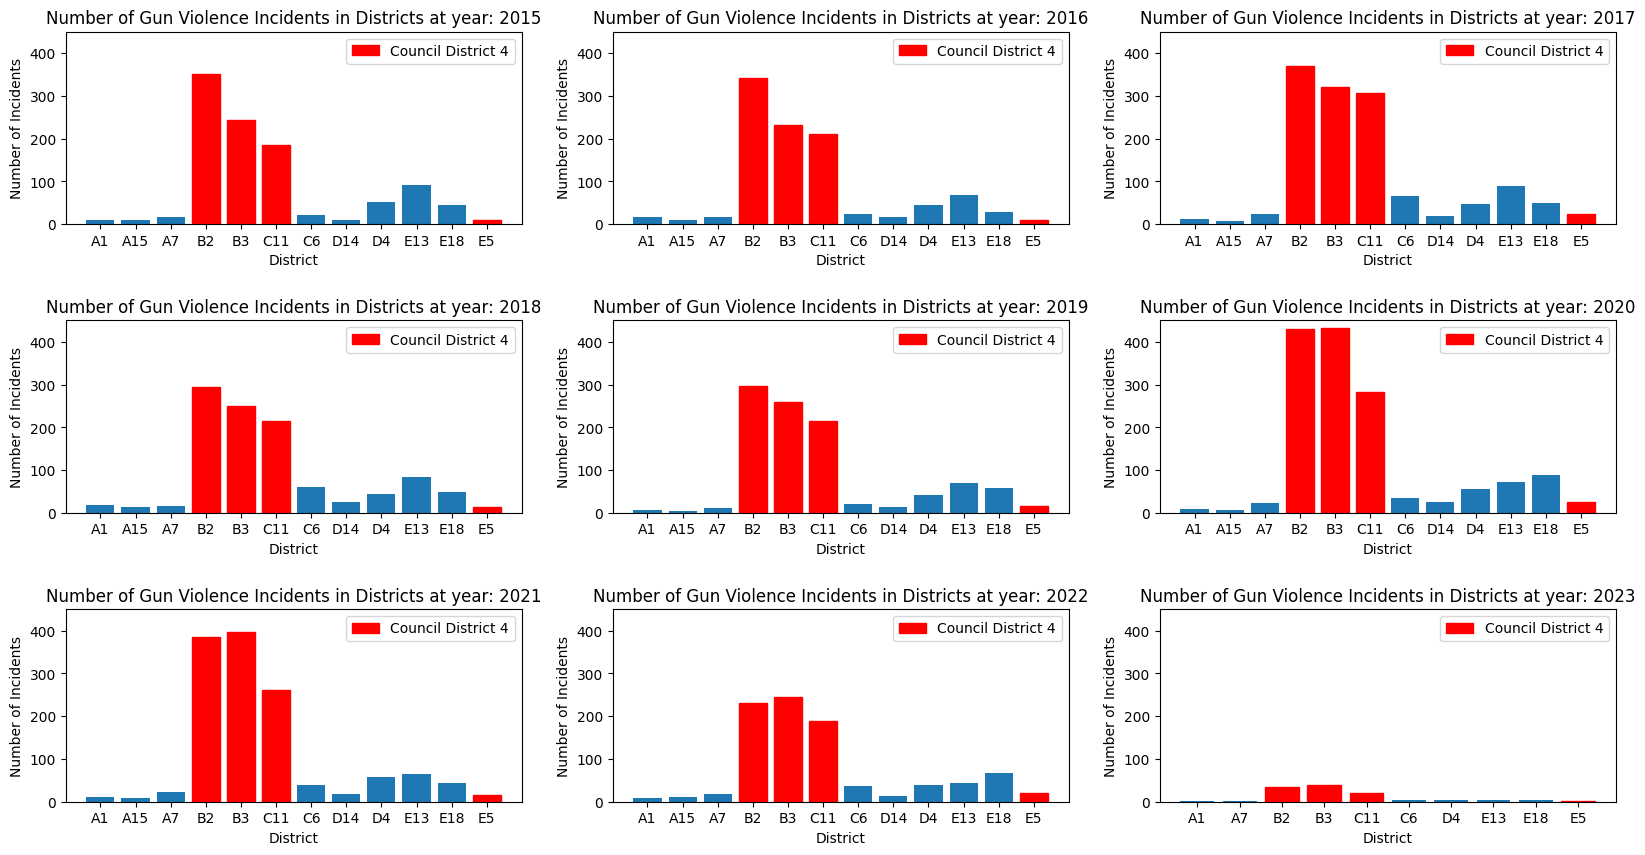 Number of Gun Violence Incidents in Districts at year: 2015
Number of Incidents
400
300
200
100
0
Council District 4
A1 A15 A7 B2 B3 C11 C6 D14 D4 E13 E18 E5
District
Number of Gun Violence Incidents in Districts at year: 2016
Number of Incidents
400
300
200
100
0
Council District 4
A1 A15 A7 B2 B3 C11 C6 D14 D4 E13 E18 E5
District
Number of Gun Violence Incidents in Districts at year: 2017
Number of Incidents
400
300
200
100
0
Council District 4
A1 A15 A7 B2 B3 C11 C6 D14 D4 E13 E18 E5
District
Number of Gun Violence Incidents in Districts at year: 2018
Number of Incidents
400
300
200
100
0
Council District 4
A1 A15 A7 B2 B3 C11 C6 D14 D4 E13 E18 E5
District
Number of Gun Violence Incidents in Districts at year: 2019
Number of Incidents
400
300
200
100
0
Council District 4
A1 A15 A7 B2 B3 C11 C6 D14 D4 E13 E18 E5
District
Number of Gun Violence Incidents in Districts at year: 2020
Number of Incidents
400
300
200
100
0
Council District 4
A1 A15 A7 B2 B3 C11 C6 D14 D4 E13 E18 E5
District
Number of Gun Violence Incidents in Districts at year: 2021
Number of Incidents
400
300
200
100
0
Council District 4
A1 A15 A7 B2 B3 C11 C6 D14 D4 E13 E18 E5
District
Number of Gun Violence Incidents in Districts at year: 2022
Number of Incidents
400
300
200
100
0
Council District 4
A1 A15 A7 B2 B3 C11 C6 D14 D4 E13 E18 E5
District
Number of Gun Violence Incidents in Districts at year: 2023
Number of Incidents
400
300
200
100
0
Council District 4
A1 A7 B2 B3 C11 C6 D4 E13 E18 E5
District